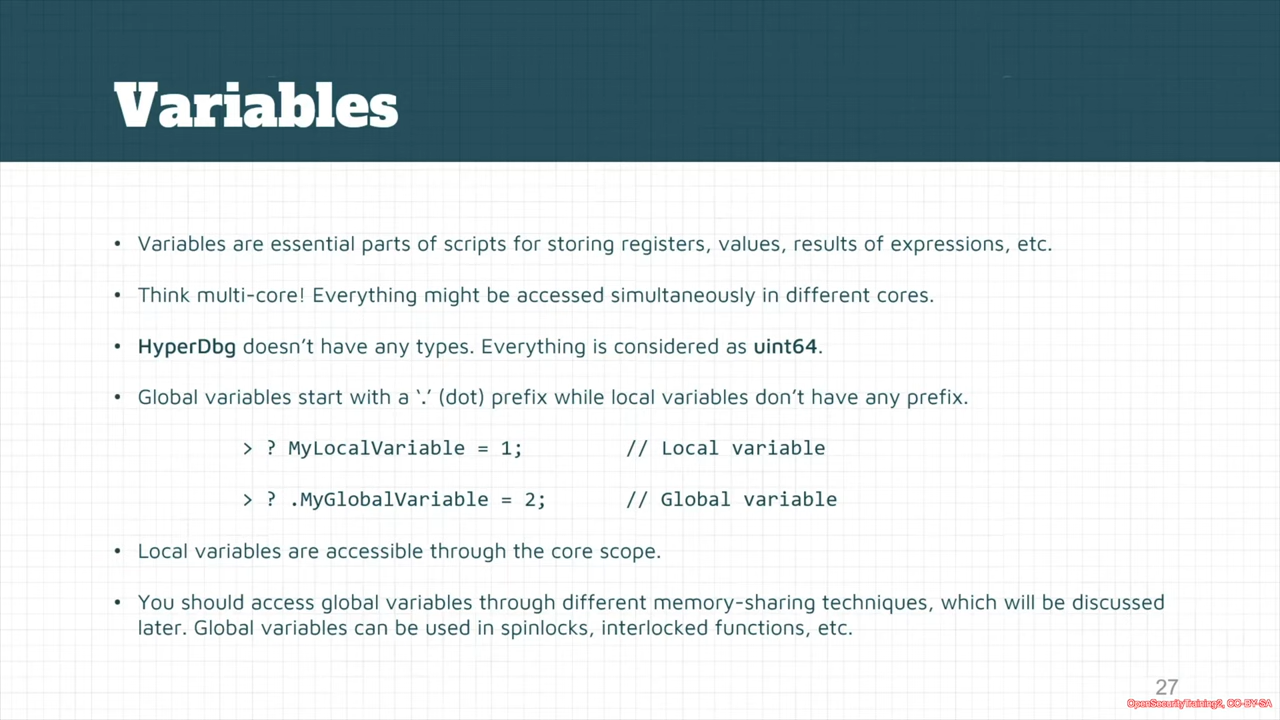 Variables
• Variables are essential parts of scripts for storing registers, values, results of expressions, etc.
• Think multi-core! Everything might be accessed simultaneously in different cores.
• HyperDbg doesn’t have any types. Everything is considered as uint64.
• Global variables start with a ‘.’ (dot) prefix while local variables don’t have any prefix.
> ? MyLocalVariable = 1; // Local variable
> ? .MyGlobalVariable = 2; // Global variable
• Local variables are accessible through the core scope.
• You should access global variables through different memory-sharing techniques, which will be discussed
later. Global variables can be used in spinlocks, interlocked functions, etc.
27
OpenSecurityTraining2, CC-BY-SA